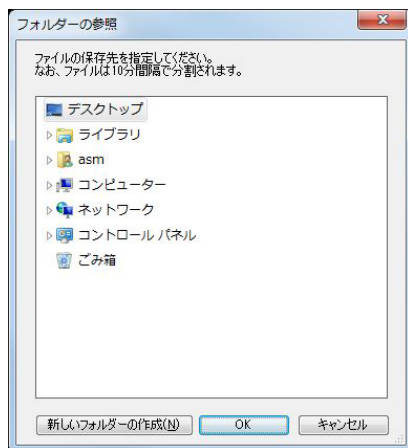 フォルダーの参照
ファイルの保存先を指定してください。
なお、ファイルは10分間隔で分割されます。
デスクトップ
ライブラリ
asm
コンピューター
ネットワーク
コントロール パネル
ごみ箱
新しいフォルダーの作成(N) OK キャンセル